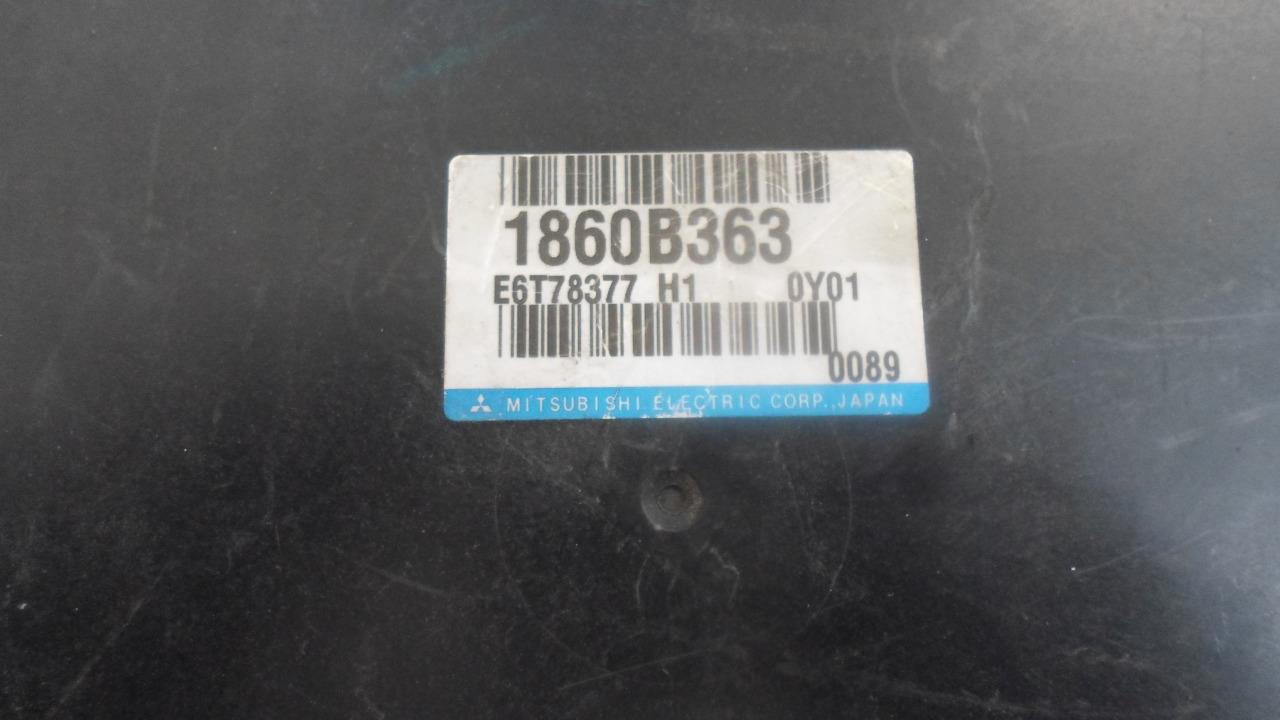 1860B363
E6T78377 H1 0Y01
0089
MITSUBISHI ELECTRIC CORP., JAPAN